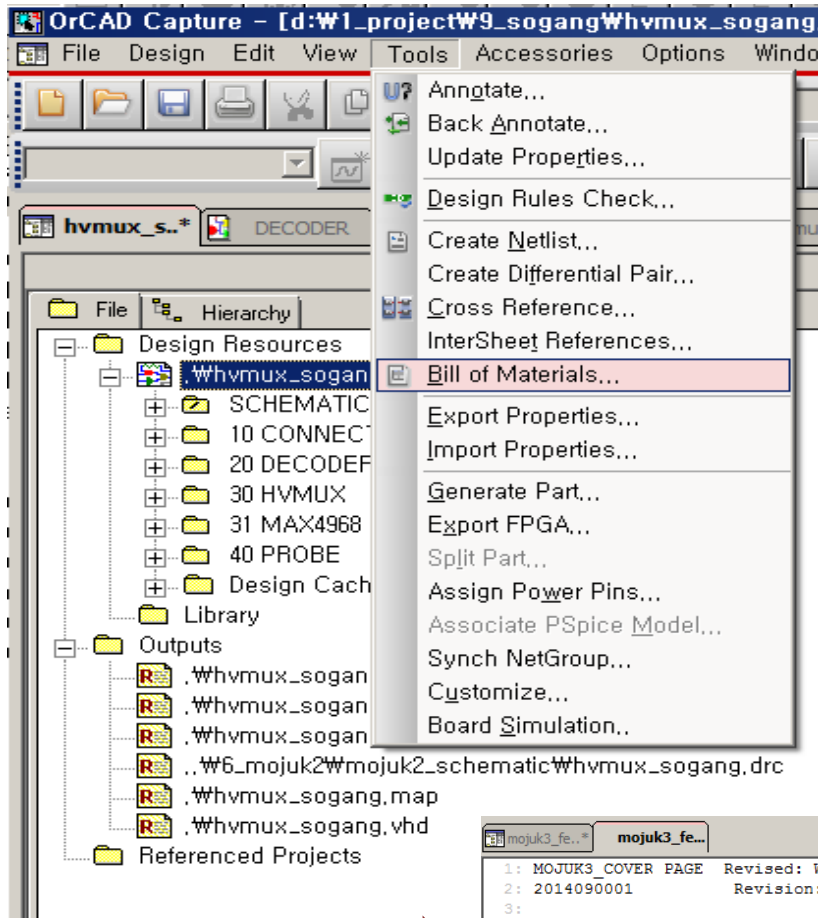 OrCAD Capture - [d:₩1_project₩9_sogang₩hvmux_sogang
File Design Edit View Tools Accessories Options Windo
Annotate...
Back Annotate...
Update Properties...
Design Rules Check...
Create Netlist...
Create Differential Pair...
Cross Reference...
InterSheet References...
Bill of Materials...
Export Properties...
Import Properties...
Generate Part...
Export FPGA...
Split Part...
Assign Power Pins...
Associate PSpice Model...
Synch NetGroup...
Customize...
Board Simulation..
hvmux_s..* DECODER
File Hierarchy
Design Resources
.₩hvmux_sogan
SCHEMATIC
10 CONNECT
20 DECODER
30 HVMUX
31 MAX4968
40 PROBE
Design Cach
Library
Outputs
.₩hvmux_sogan
.₩hvmux_sogan
.₩hvmux_sogan
..₩6_mojuk2₩mojuk2_schematic₩hvmux_sogang.drc
.₩hvmux_sogang.map
.₩hvmux_sogang.vhd
Referenced Projects
mojuk3_fe..* mojuk3_fe...
1: MOJUK3_COVER PAGE Revised: W
2: 2014090001 Revision:
3: